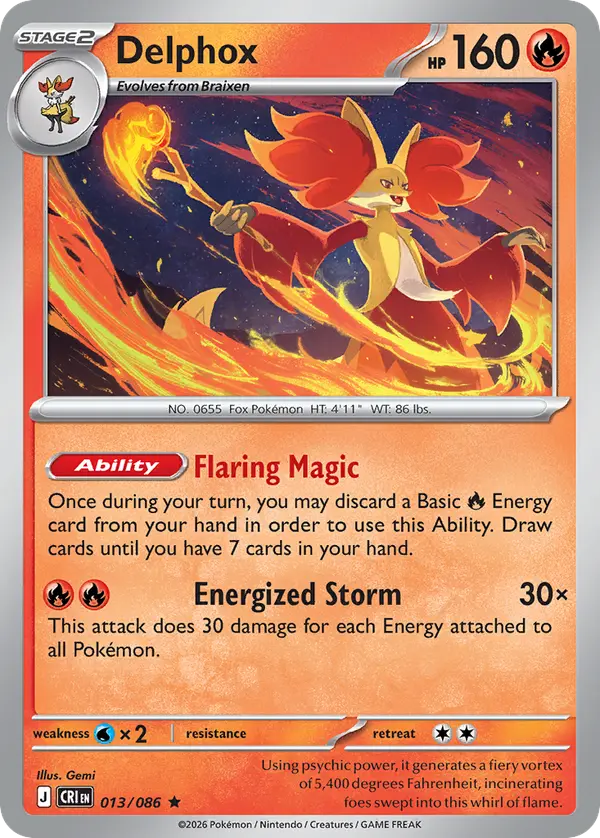 STAGE2
Delphox
HP 160
Evolves from Braixen
NO. 0655 Fox Pokémon HT: 4'11" WT: 86 lbs.
Ability Flaring Magic
Once during your turn, you may discard a Basic Energy
card from your hand in order to use this Ability. Draw
cards until you have 7 cards in your hand.
Energized Storm 30×
This attack does 30 damage for each Energy attached to
all Pokémon.
weakness ×2 resistance retreat
Illus. Gemi
J CRI EN 013/086 ★
Using psychic power, it generates a fiery vortex
of 5,400 degrees Fahrenheit, incinerating
foes swept into this whirl of flame.
©2026 Pokémon / Nintendo / Creatures / GAME FREAK